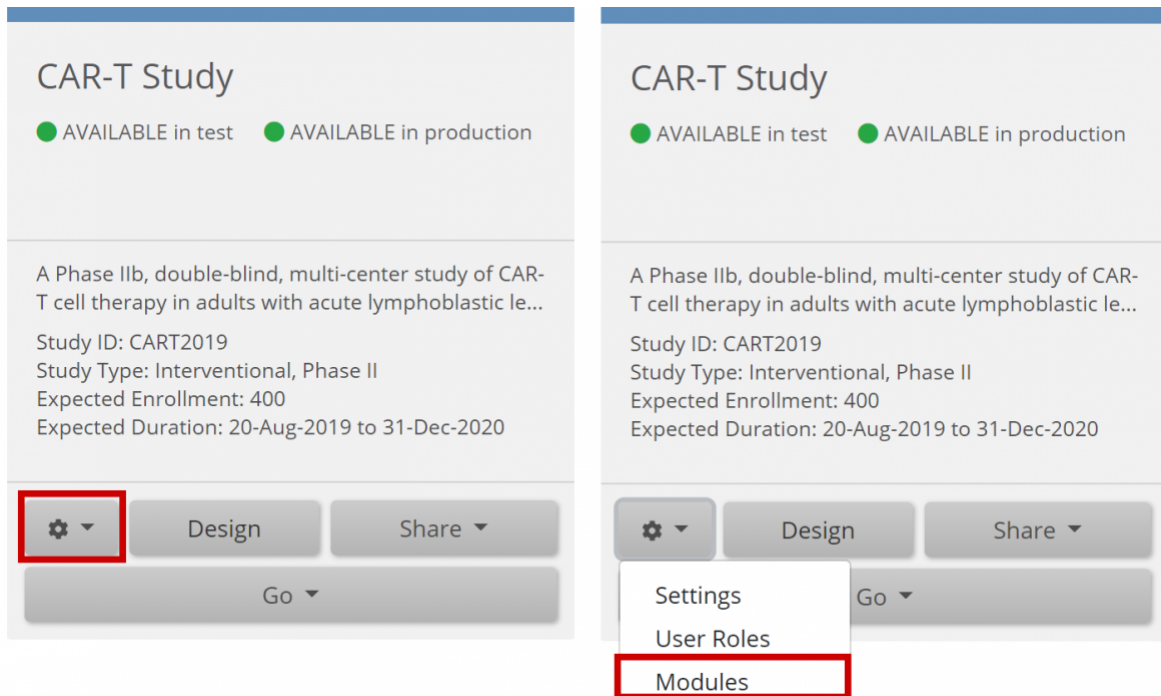 CAR-T Study
AVAILABLE in test AVAILABLE in production
A Phase IIb, double-blind, multi-center study of CAR-
T cell therapy in adults with acute lymphoblastic le...
Study ID: CART2019
Study Type: Interventional, Phase II
Expected Enrollment: 400
Expected Duration: 20-Aug-2019 to 31-Dec-2020
Design Share
Go
CAR-T Study
AVAILABLE in test AVAILABLE in production
A Phase IIb, double-blind, multi-center study of CAR-
T cell therapy in adults with acute lymphoblastic le...
Study ID: CART2019
Study Type: Interventional, Phase II
Expected Enrollment: 400
Expected Duration: 20-Aug-2019 to 31-Dec-2020
Design Share
Go
Settings
User Roles
Modules